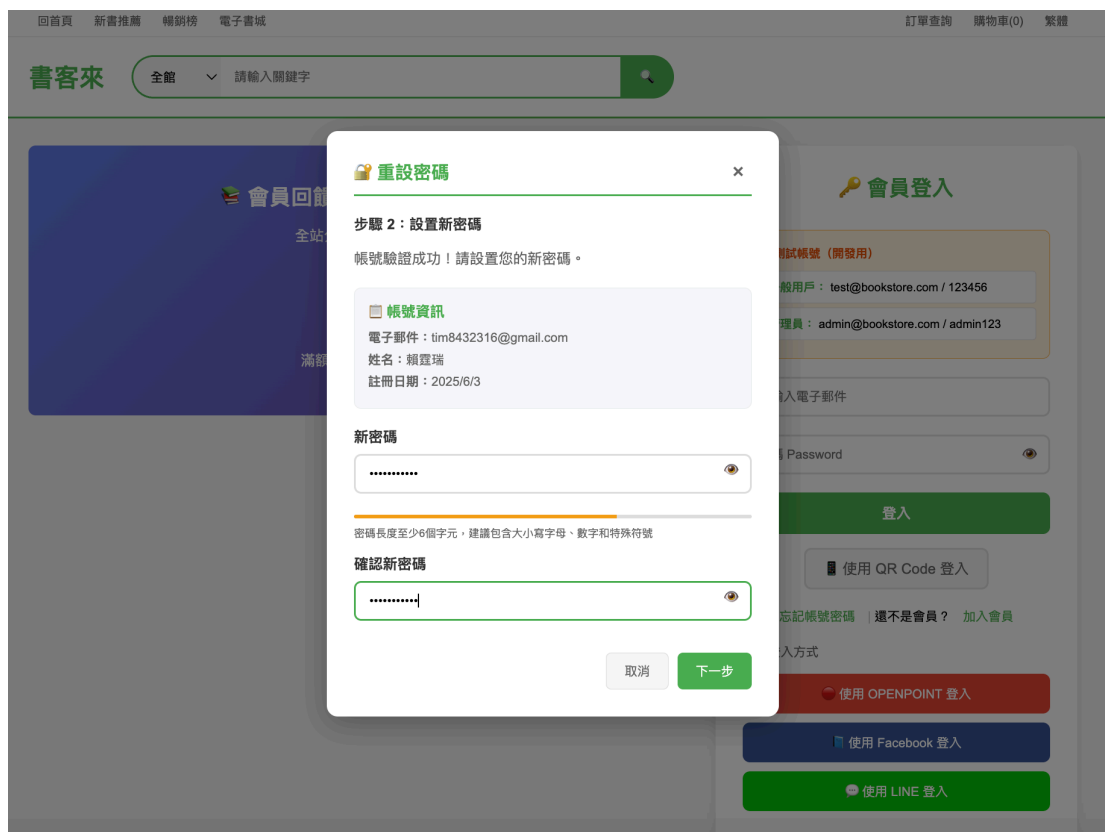 回首頁 新書推薦 暢銷榜 電子書城 訂單查詢 購物車(0) 繁體
書客來 全館 請輸入關鍵字
重設密碼 ×
步驟 2：設置新密碼
帳號驗證成功！請設置您的新密碼。
帳號資訊
電子郵件：tim8432316@gmail.com
姓名：賴霆瑞
註冊日期：2025/6/3
新密碼
•••••••••••
密碼長度至少6個字元，建議包含大小寫字母、數字和特殊符號
確認新密碼
•••••••••••
取消 下一步
會員回饋
全站
滿額
會員登入
測試帳號（開發用）
般用戶： test@bookstore.com / 123456
理員： admin@bookstore.com / admin123
入電子郵件
Password
登入
使用 QR Code 登入
忘記帳號密碼 | 還不是會員？ 加入會員
入方式
使用 OPENPOINT 登入
使用 Facebook 登入
使用 LINE 登入